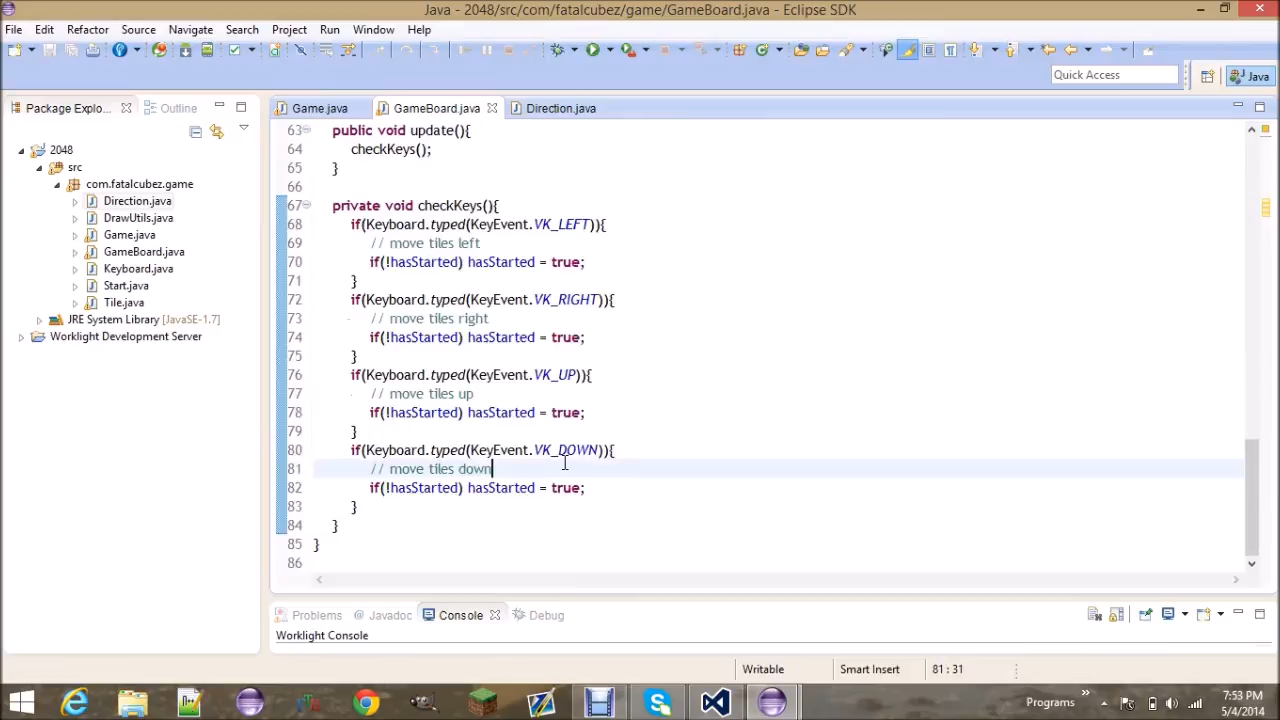 Java - 2048/src/com/fatalcubez/game/GameBoard.java - Eclipse SDK
File Edit Refactor Source Navigate Search Project Run Window Help
Quick Access
Java
Package Explo...
Outline
Game.java
GameBoard.java
Direction.java
2048
src
com.fatalcubez.game
Direction.java
DrawUtils.java
Game.java
GameBoard.java
Keyboard.java
Start.java
Tile.java
JRE System Library [JavaSE-1.7]
Worklight Development Server
63 public void update(){
64 checkKeys();
65 }
66
67 private void checkKeys(){
68 if(Keyboard.typed(KeyEvent.VK_LEFT)){
69 // move tiles left
70 if(!hasStarted) hasStarted = true;
71 }
72 if(Keyboard.typed(KeyEvent.VK_RIGHT)){
73 // move tiles right
74 if(!hasStarted) hasStarted = true;
75 }
76 if(Keyboard.typed(KeyEvent.VK_UP)){
77 // move tiles up
78 if(!hasStarted) hasStarted = true;
79 }
80 if(Keyboard.typed(KeyEvent.VK_DOWN)){
81 // move tiles down
82 if(!hasStarted) hasStarted = true;
83 }
84 }
85 }
86
Problems @ Javadoc Console Debug
Worklight Console
Writable Smart Insert 81 : 31
Programs » 7:53 PM
5/4/2014